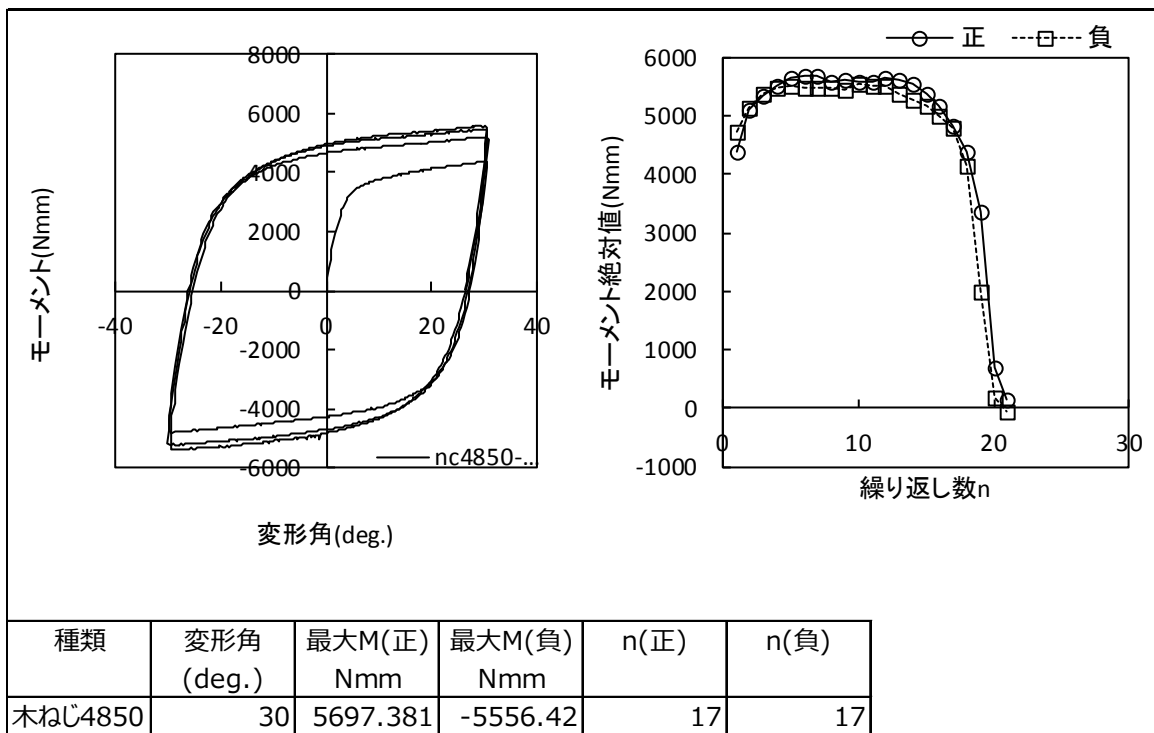 正 負
8000
6000
4000
2000
0
-2000
-4000
-6000
-40 -20 0 20 40
モーメント(Nmm)
変形角(deg.)
nc4850-...
6000
5000
4000
3000
2000
1000
0
-1000
0 10 20 30
モーメント絶対値(Nmm)
繰り返し数n
種類 変形角 最大M(正) 最大M(負) n(正) n(負)
(deg.) Nmm Nmm
木ねじ4850 30 5697.381 -5556.42 17 17